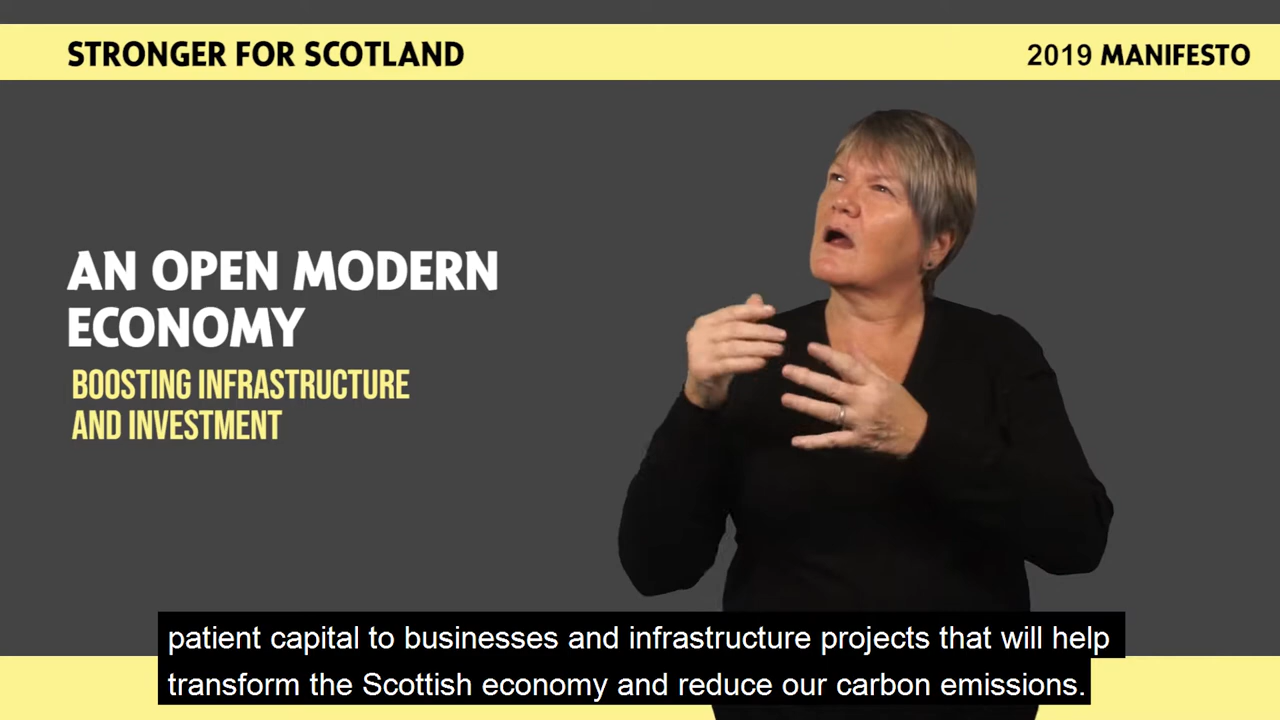 STRONGER FOR SCOTLAND
2019 MANIFESTO
AN OPEN MODERN
ECONOMY
BOOSTING INFRASTRUCTURE
AND INVESTMENT
patient capital to businesses and infrastructure projects that will help
transform the Scottish economy and reduce our carbon emissions.